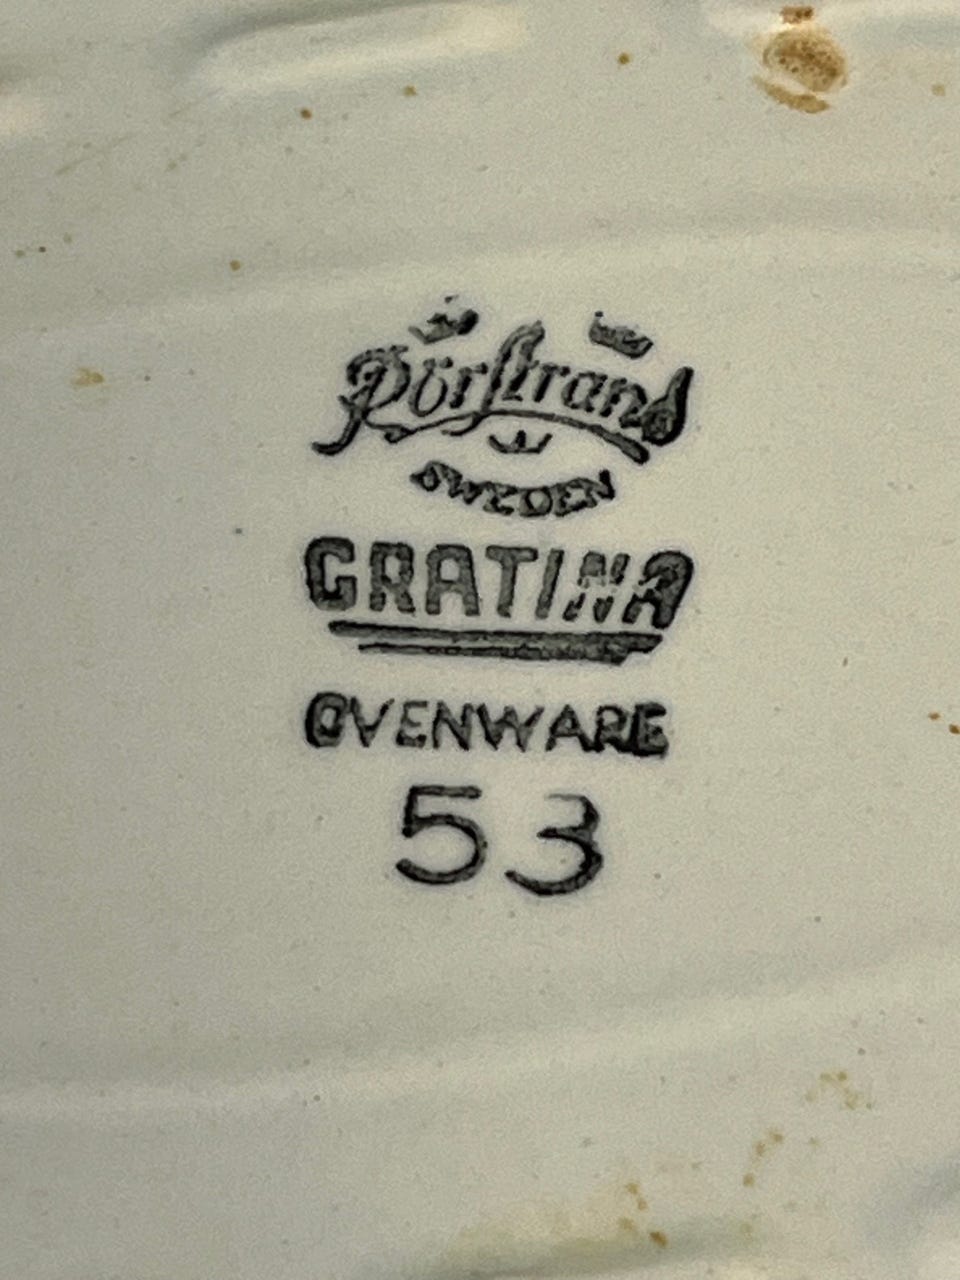 Rörstrand
SWEDEN
GRATINA
OVENWARE
53